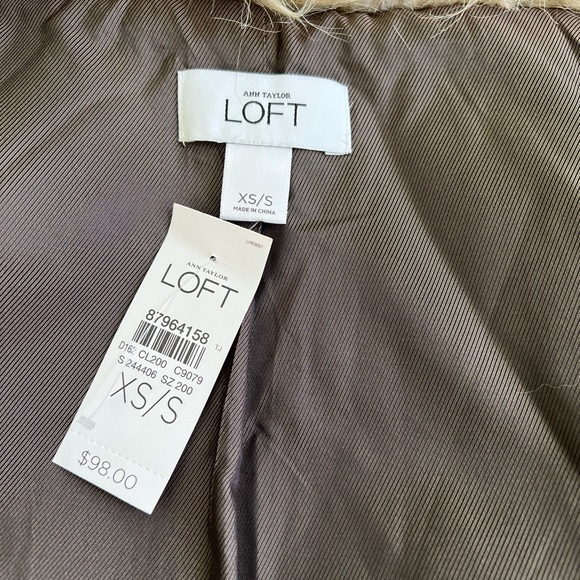 ANN TAYLOR
LOFT
XS/S
MADE IN CHINA
ANN TAYLOR
LOFT
87964158
TJ
CL200 C9079
S 244406 SZ 200
XS/S
$98.00